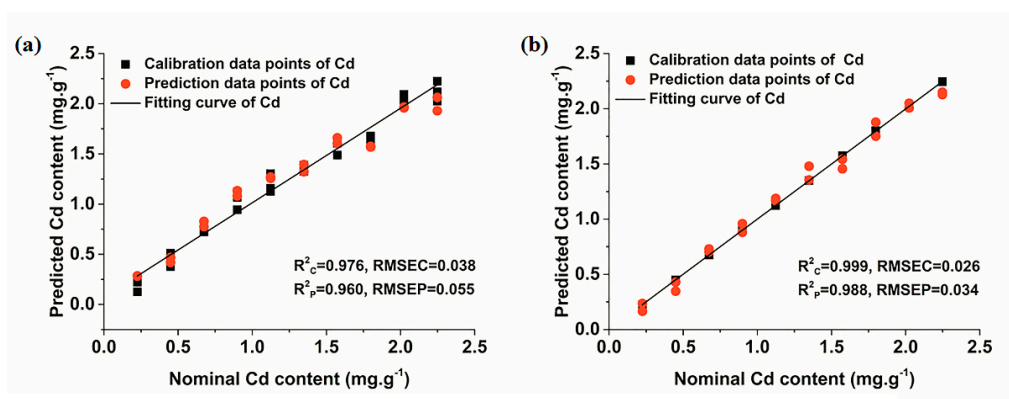 (a)
2.5
2.0
1.5
1.0
0.5
0.0
Predicted Cd content (mg.g-1)
Calibration data points of Cd
Prediction data points of Cd
Fitting curve of Cd
R²C=0.976, RMSEC=0.038
R²P=0.960, RMSEP=0.055
0.0 0.5 1.0 1.5 2.0 2.5
Nominal Cd content (mg.g-1)
(b)
2.5
2.0
1.5
1.0
0.5
0.0
Predicted Cd content (mg.g-1)
Calibration data points of Cd
Prediction data points of Cd
Fitting curve of Cd
R²C=0.999, RMSEC=0.026
R²P=0.988, RMSEP=0.034
0.0 0.5 1.0 1.5 2.0 2.5
Nominal Cd content (mg.g-1)